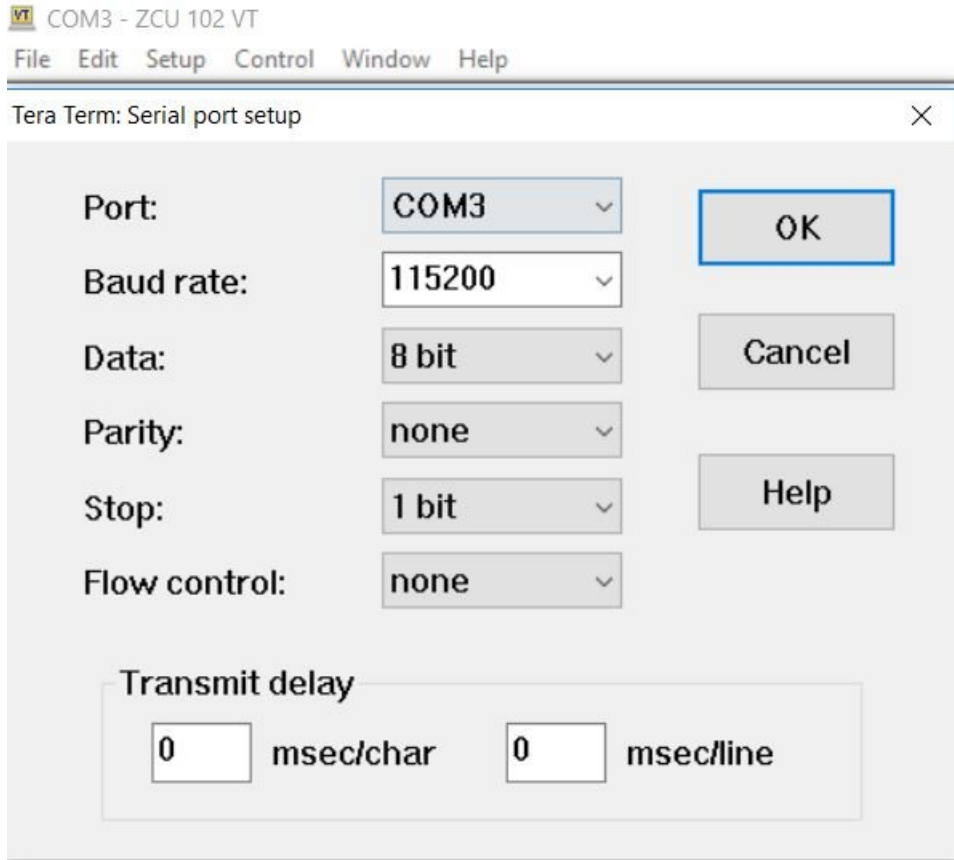 VT COM3 - ZCU 102 VT
File Edit Setup Control Window Help
Tera Term: Serial port setup
Port: COM3 OK
Baud rate: 115200
Data: 8 bit Cancel
Parity: none
Stop: 1 bit Help
Flow control: none
Transmit delay
0 msec/char 0 msec/line